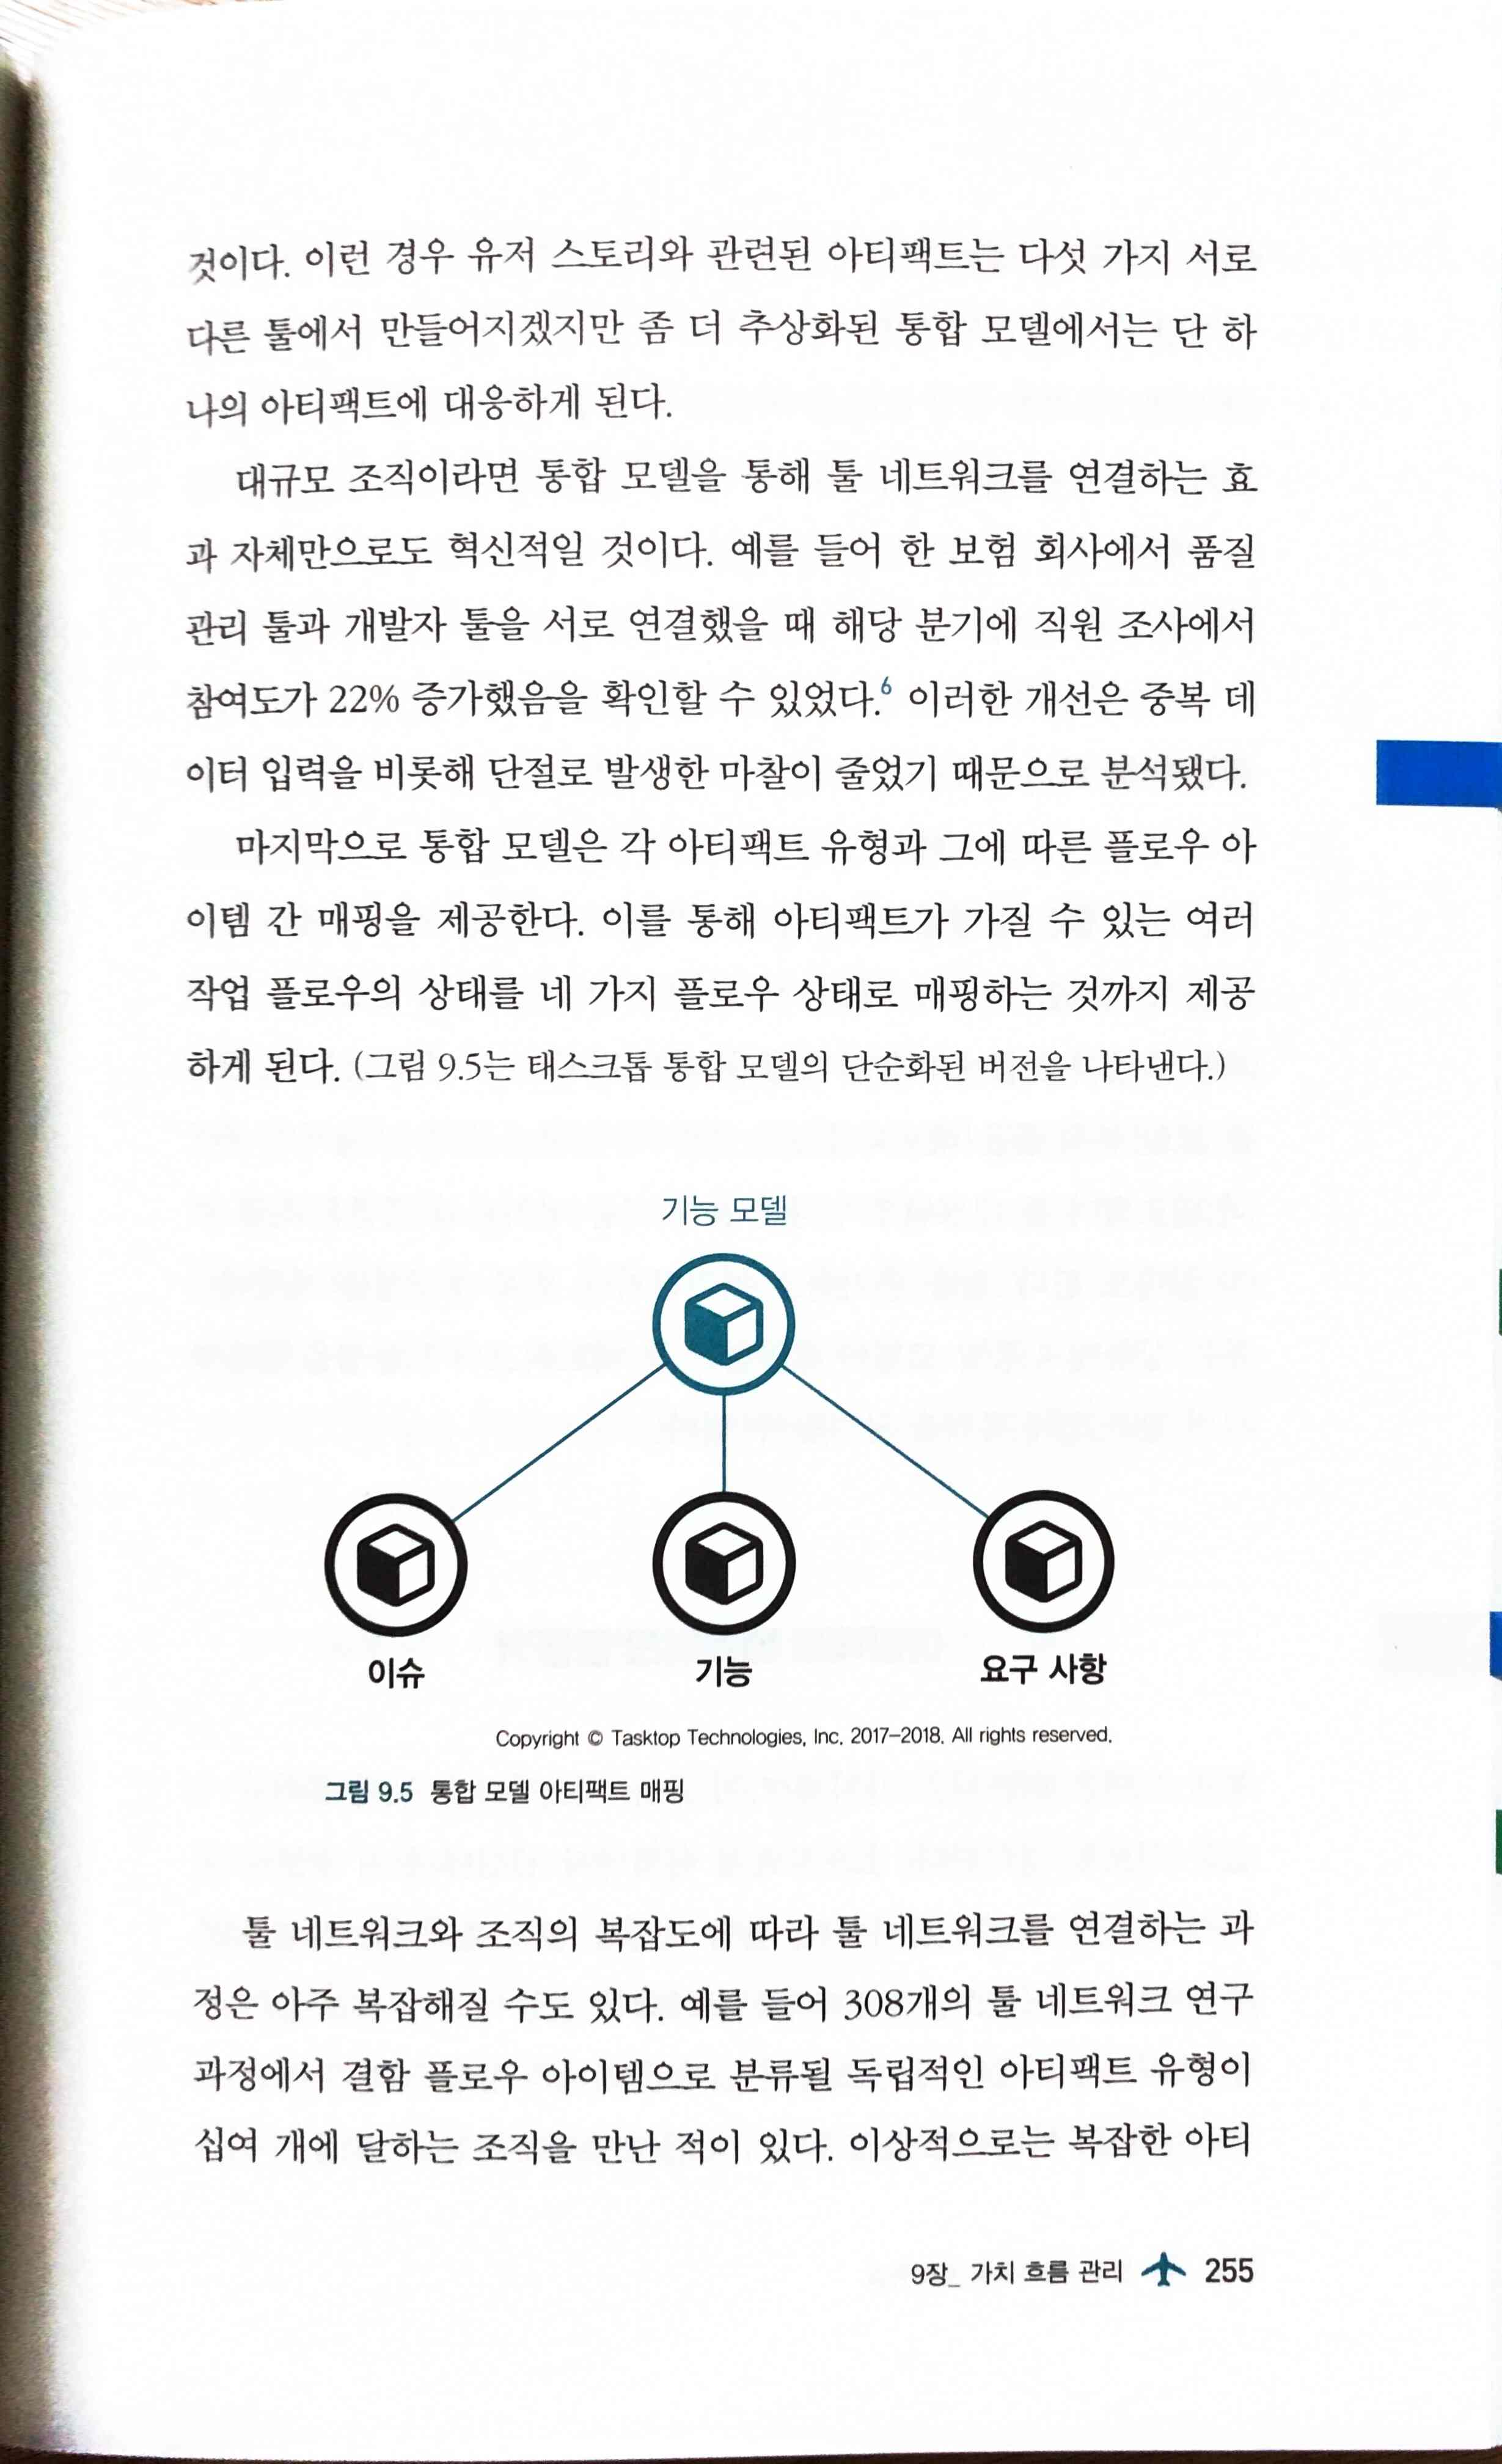 것이다. 이런 경우 유저 스토리와 관련된 아티팩트는 다섯 가지 서로
다른 툴에서 만들어지겠지만 좀 더 추상화된 통합 모델에서는 단 하
나의 아티팩트에 대응하게 된다.
대규모 조직이라면 통합 모델을 통해 툴 네트워크를 연결하는 효
과 자체만으로도 혁신적일 것이다. 예를 들어 한 보험 회사에서 품질
관리 툴과 개발자 툴을 서로 연결했을 때 해당 분기에 직원 조사에서
참여도가 22% 증가했음을 확인할 수 있었다.6 이러한 개선은 중복 데
이터 입력을 비롯해 단절로 발생한 마찰이 줄었기 때문으로 분석됐다.
마지막으로 통합 모델은 각 아티팩트 유형과 그에 따른 플로우 아
이템 간 매핑을 제공한다. 이를 통해 아티팩트가 가질 수 있는 여러
작업 플로우의 상태를 네 가지 플로우 상태로 매핑하는 것까지 제공
하게 된다. (그림 9.5는 태스크톱 통합 모델의 단순화된 버전을 나타낸다.)
기능 모델
이슈
기능
요구 사항
Copyright © Tasktop Technologies, Inc. 2017–2018. All rights reserved.
그림 9.5 통합 모델 아티팩트 매핑
툴 네트워크와 조직의 복잡도에 따라 툴 네트워크를 연결하는 과
정은 아주 복잡해질 수도 있다. 예를 들어 308개의 툴 네트워크 연구
과정에서 결함 플로우 아이템으로 분류될 독립적인 아티팩트 유형이
십여 개에 달하는 조직을 만난 적이 있다. 이상적으로는 복잡한 아티
9장_ 가치 흐름 관리 255